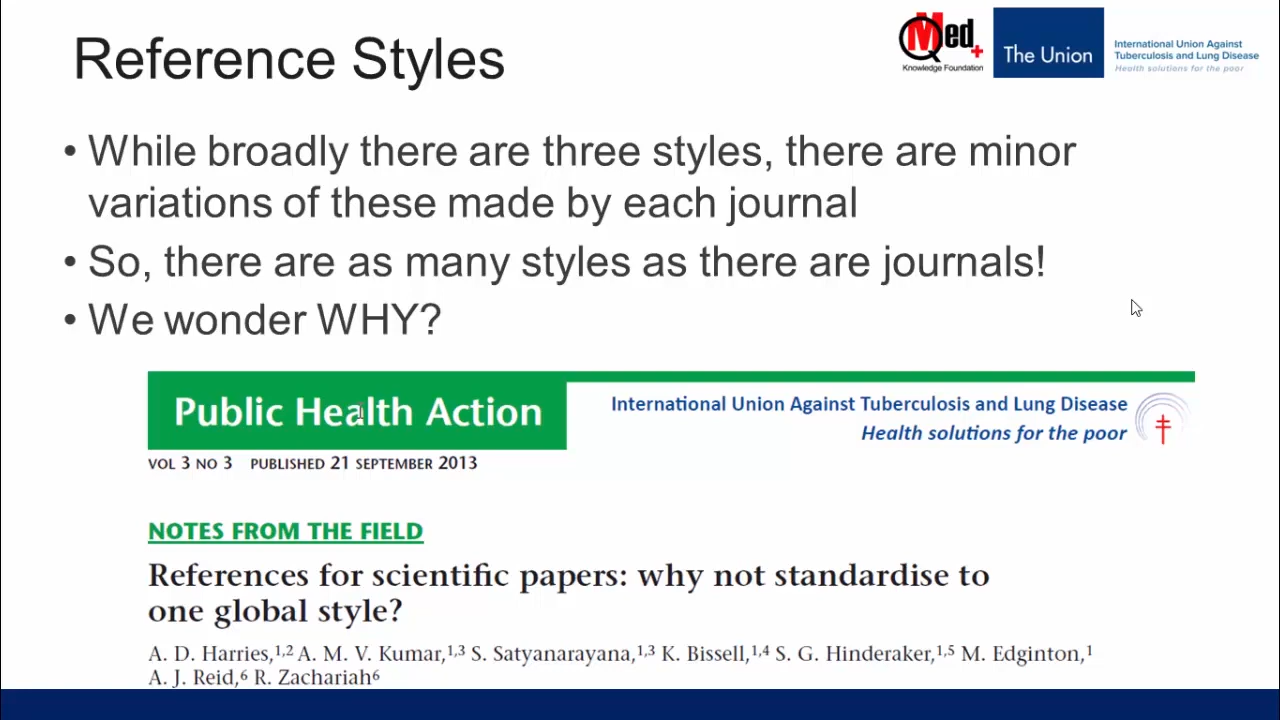 Reference Styles
QMed+
Knowledge Foundation
The Union
International Union Against
Tuberculosis and Lung Disease
Health solutions for the poor
• While broadly there are three styles, there are minor
variations of these made by each journal
• So, there are as many styles as there are journals!
• We wonder WHY?
Public Health Action
International Union Against Tuberculosis and Lung Disease
Health solutions for the poor
VOL 3 NO 3 PUBLISHED 21 SEPTEMBER 2013
NOTES FROM THE FIELD
References for scientific papers: why not standardise to
one global style?
A. D. Harries,1,2 A. M. V. Kumar,1,3 S. Satyanarayana,1,3 K. Bissell,1,4 S. G. Hinderaker,1,5 M. Edginton,1
A. J. Reid,6 R. Zachariah6